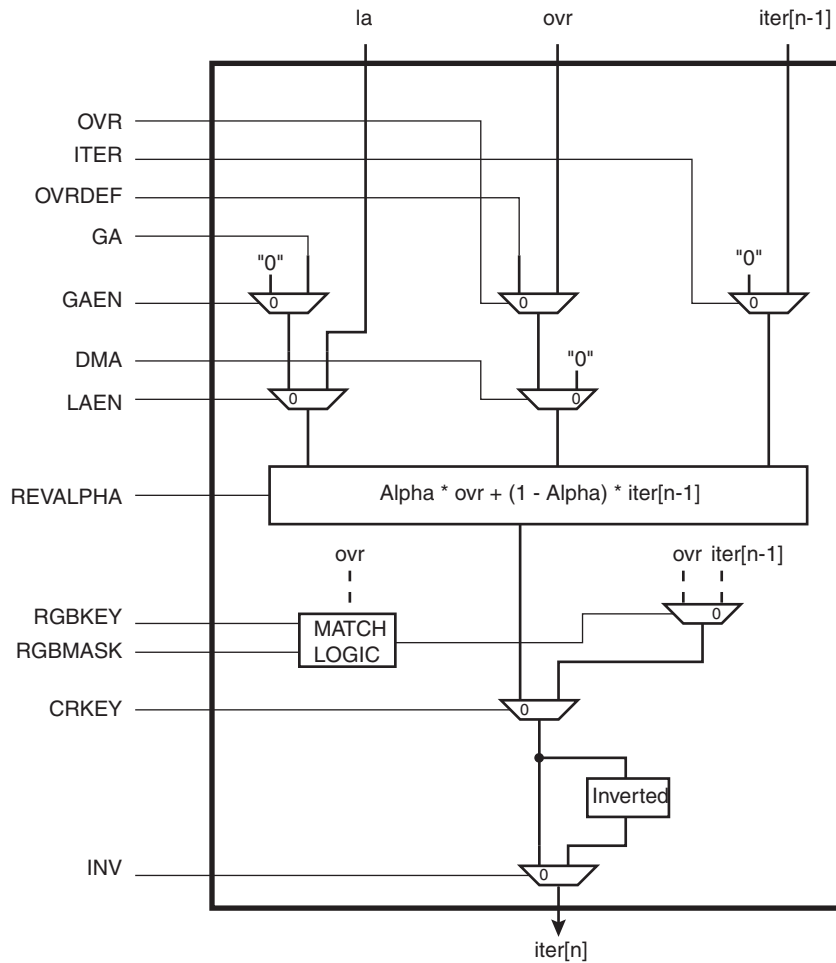 la ovr iter[n-1]
OVR
ITER
OVRDEF
GA
"0" "0"
GAEN 0 0 0
DMA "0"
LAEN 0 0
REVALPHA Alpha * ovr + (1 - Alpha) * iter[n-1]
ovr ovr iter[n-1]
RGBKEY 0
MATCH
LOGIC
RGBMASK
CRKEY 0
Inverted
INV 0
iter[n]